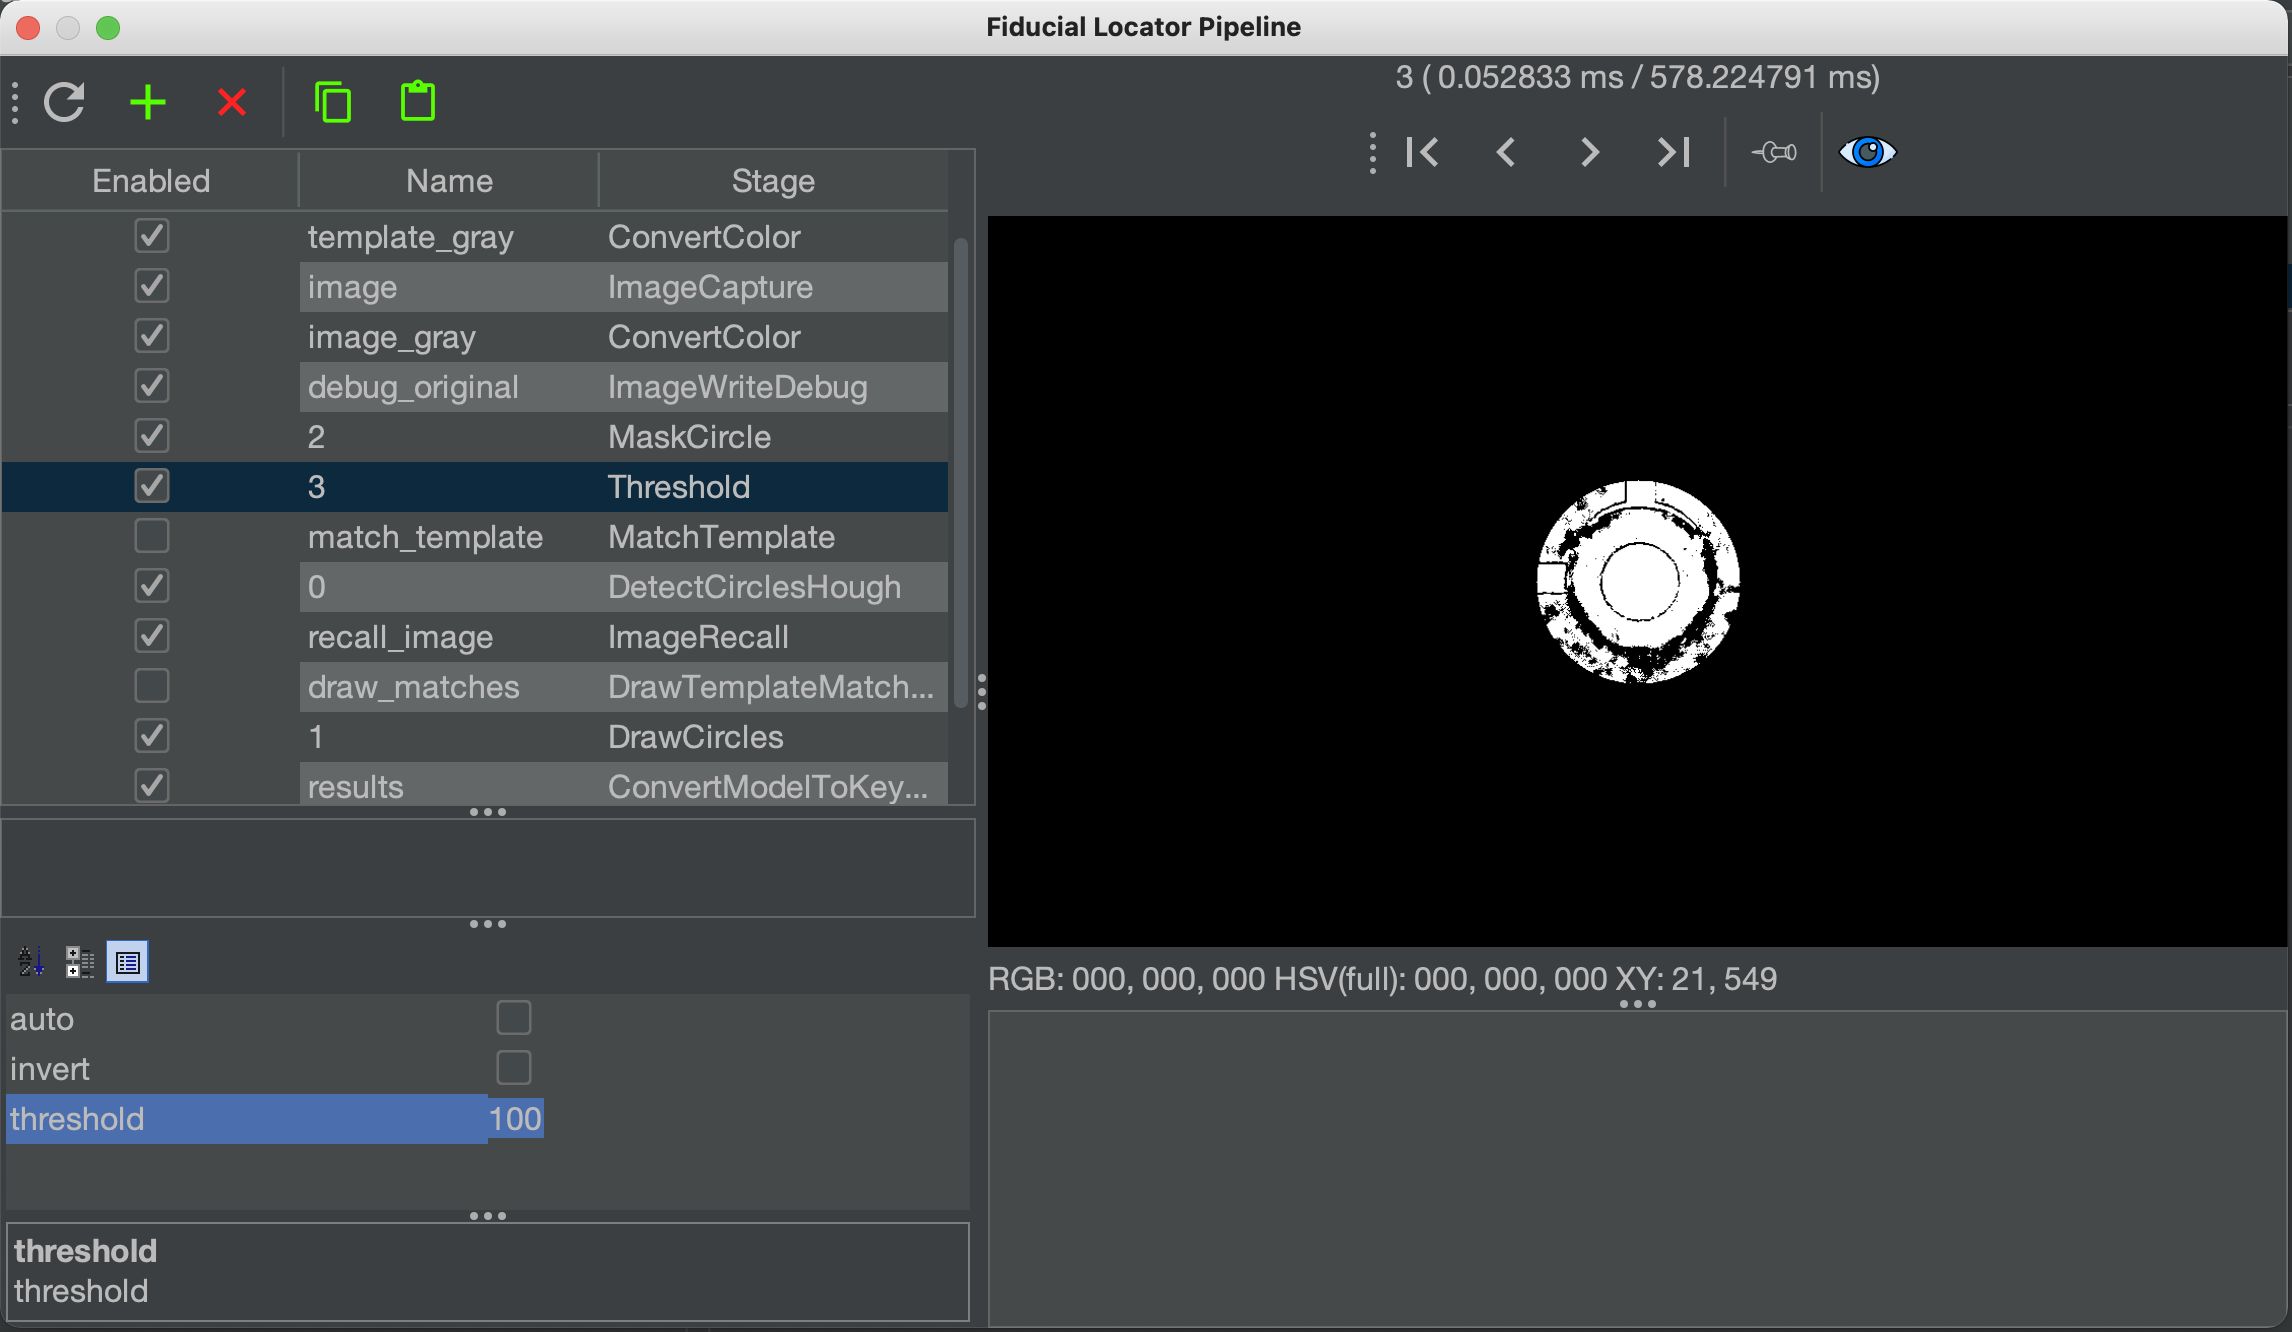 Fiducial Locator Pipeline
3 ( 0.052833 ms / 578.224791 ms)
Enabled Name Stage
template_gray ConvertColor
image ImageCapture
image_gray ConvertColor
debug_original ImageWriteDebug
2 MaskCircle
3 Threshold
match_template MatchTemplate
0 DetectCirclesHough
recall_image ImageRecall
draw_matches DrawTemplateMatch...
1 DrawCircles
results ConvertModelToKey...
RGB: 000, 000, 000 HSV(full): 000, 000, 000 XY: 21, 549
auto
invert
threshold 100
threshold
threshold